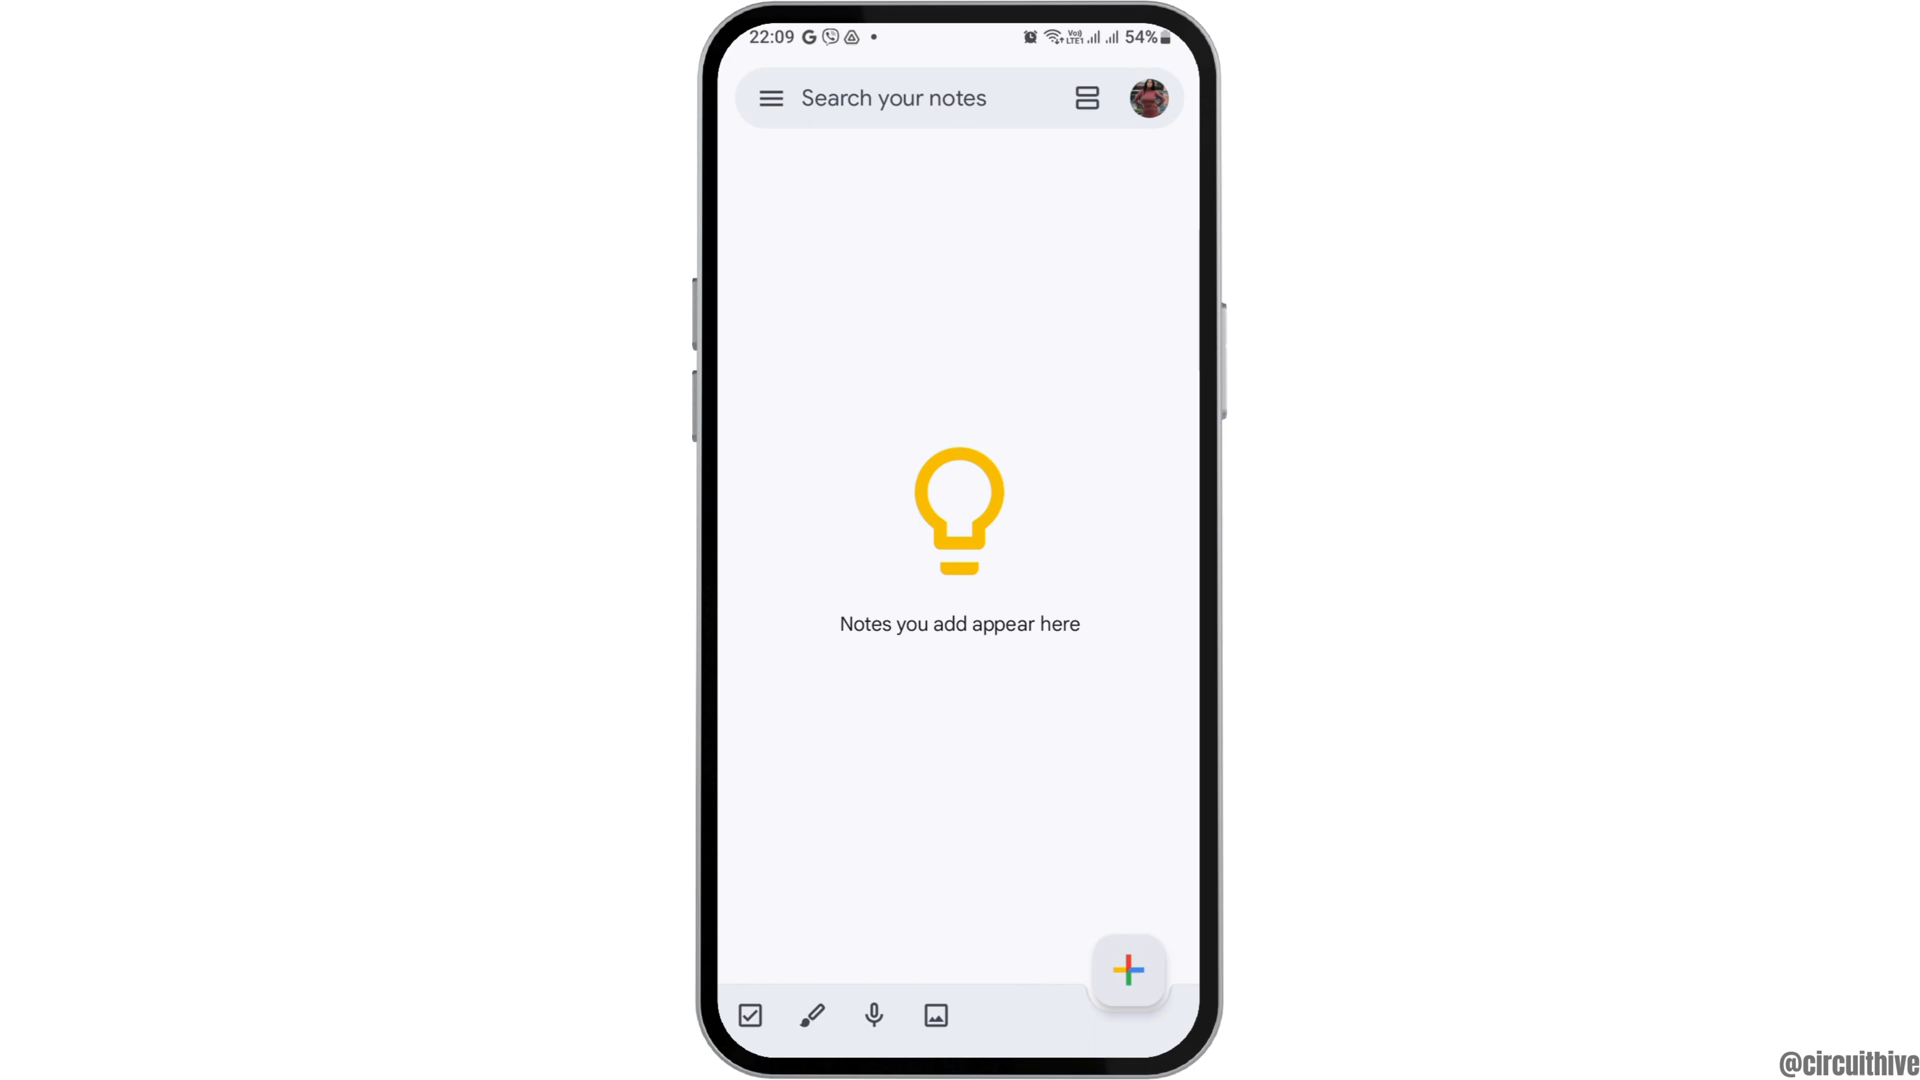 22:09
54%
Search your notes
Notes you add appear here
@circuithive